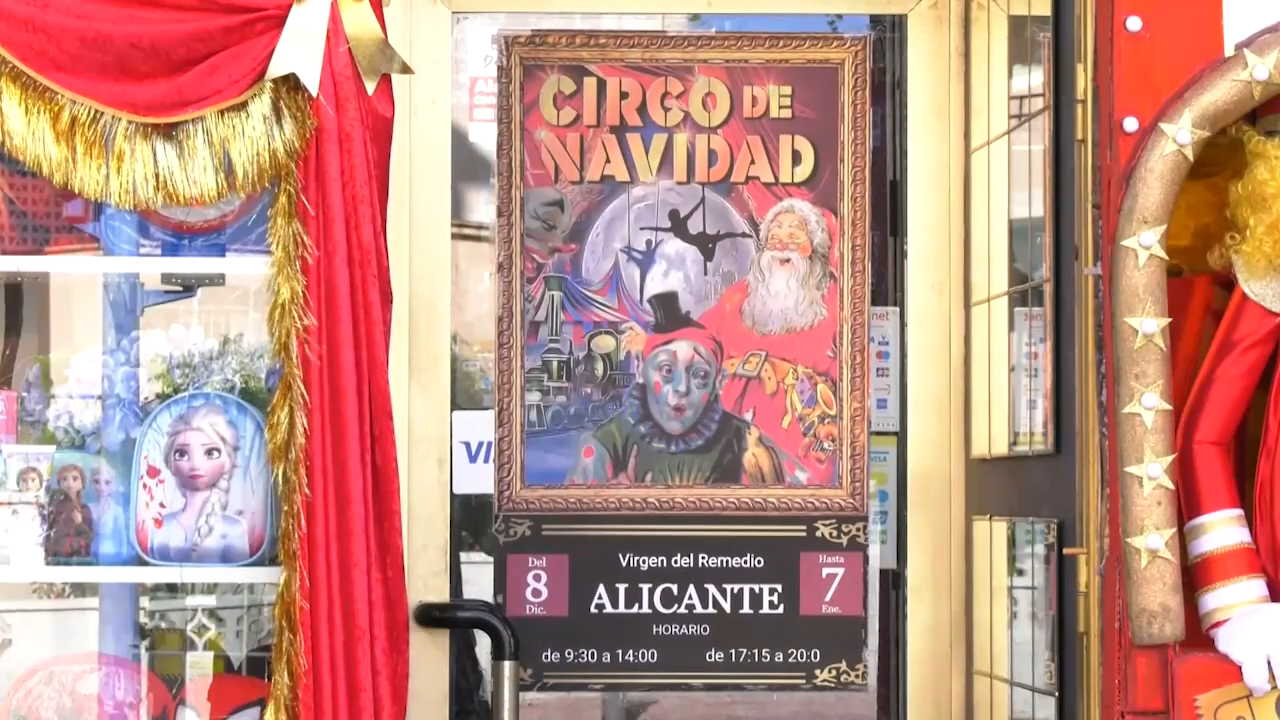 CIRCO DE
NAVIDAD
Del
8
Dic.
Virgen del Remedio
ALICANTE
HORARIO
de 9:30 a 14:00
de 17:15 a 20:0
Hasta
7
Ene.
VISA